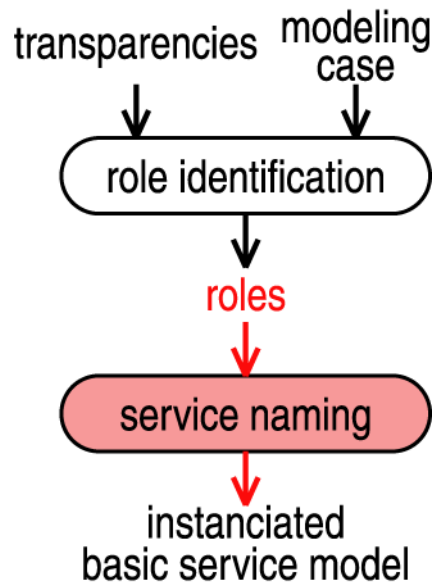 transparencies
modeling
case
role identification
roles
service naming
instanciated
basic service model